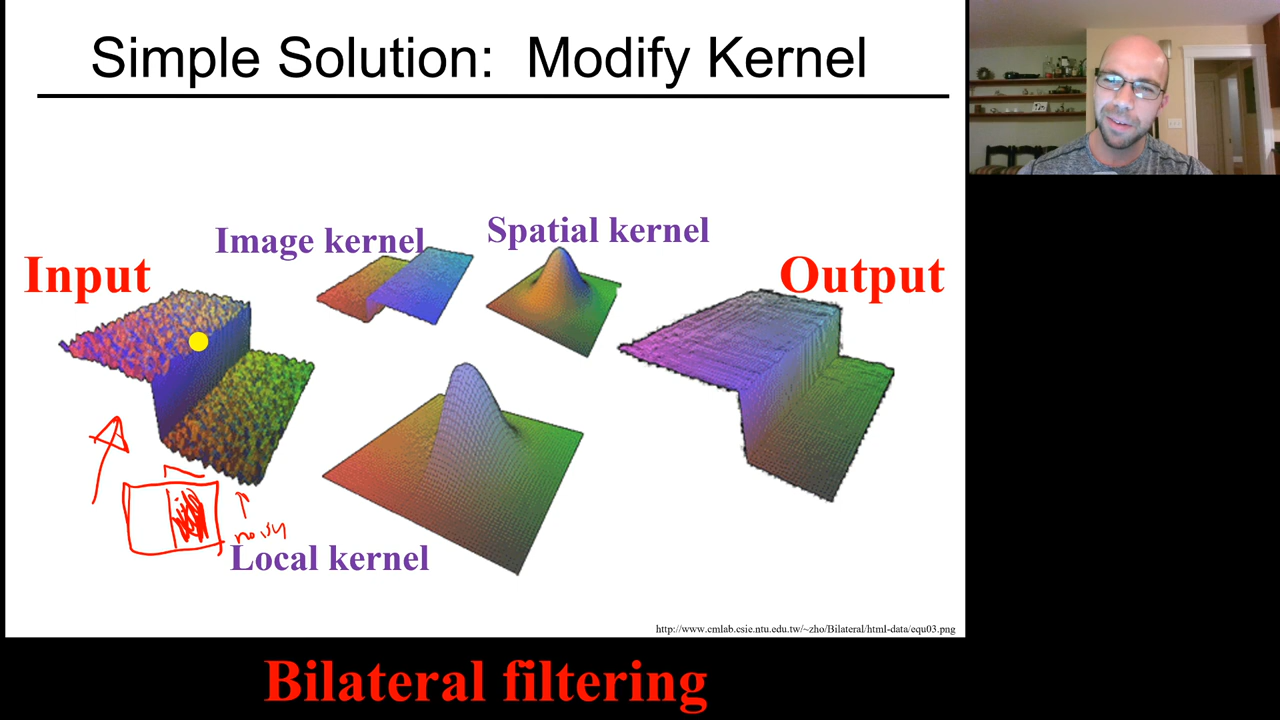 Simple Solution: Modify Kernel
Image kernel
Spatial kernel
Input
Output
noisy
Local kernel
http://www.cmlab.csie.ntu.edu.tw/~zho/Bilateral/html-data/equ03.png
Bilateral filtering